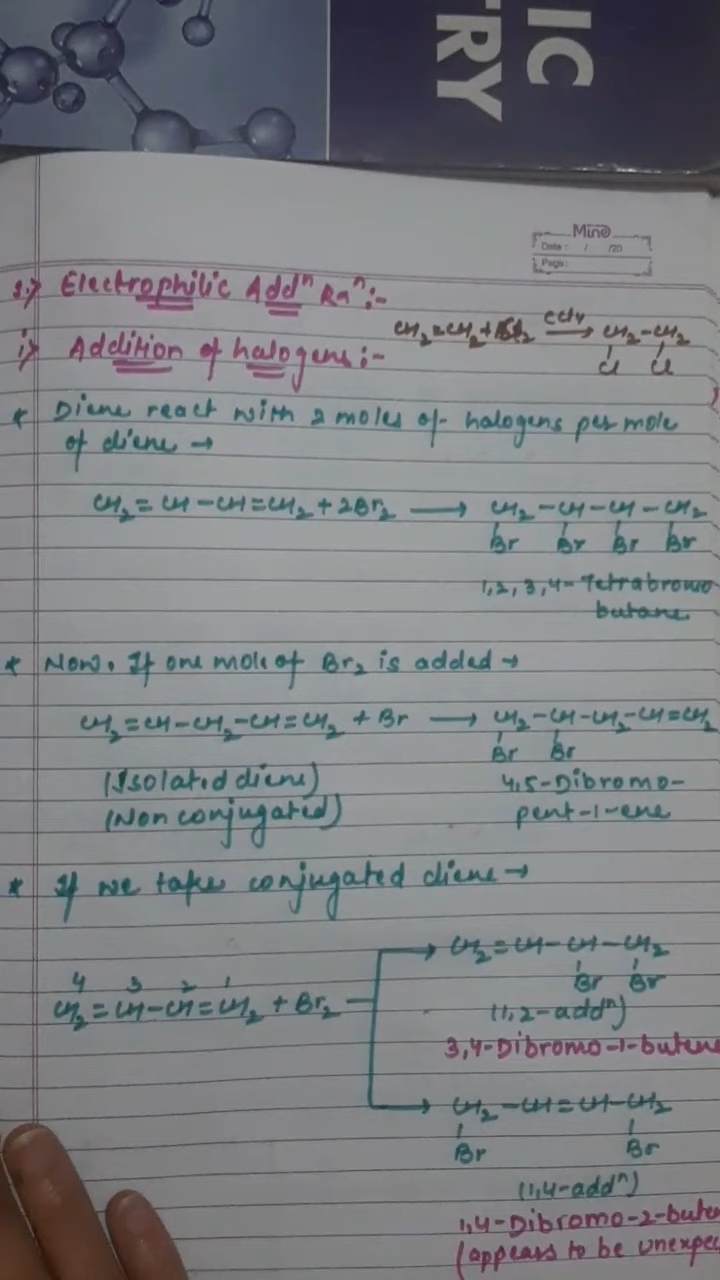 IC
TRY
Mine
Date : / /20
Page:
1.> Electrophilic Addⁿ Rxⁿ:-
CH₂=CH₂ + Cl₂ CCl₄ → CH₂-CH₂
Cl Cl
i> Addition of halogens:-
* Diene react with 2 moles of halogens per mole
of diene →
CH₂=CH-CH=CH₂ + 2Br₂ → CH₂-CH-CH-CH₂
Br Br Br Br
1,2,3,4-Tetrabromo
butane
* Now. If one mole of Br₂ is added →
CH₂=CH-CH₂-CH=CH₂ + Br → CH₂-CH-CH₂-CH=CH₂
Br Br
(Isolated diene) 4,5-Dibromo-
(Non conjugated) pent-1-ene
* If we take conjugated diene →
CH₂=CH-CH-CH₂
Br Br
4 3 2 1
CH₂=CH-CH=CH₂ + Br₂
(1,2-addⁿ)
3,4-Dibromo-1-butene
CH₂-CH=CH-CH₂
Br Br
(1,4-addⁿ)
1,4-Dibromo-2-bute
(appears to be unexpec